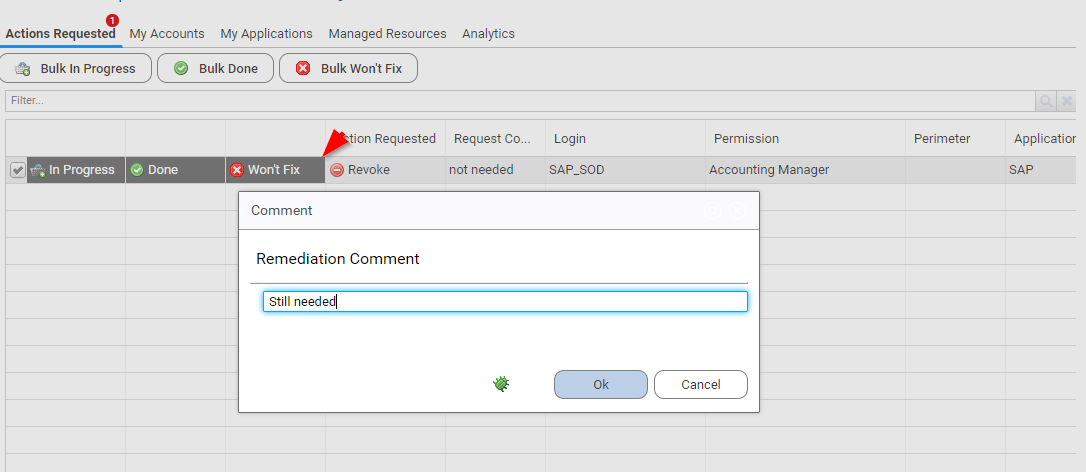 1
Actions Requested My Accounts My Applications Managed Resources Analytics
Bulk In Progress Bulk Done Bulk Won't Fix
Filter...
ction Requested Request Co... Login Permission Perimeter Application
In Progress Done Won't Fix Revoke not needed SAP_SOD Accounting Manager SAP
Comment
Remediation Comment
Still needed
Ok Cancel